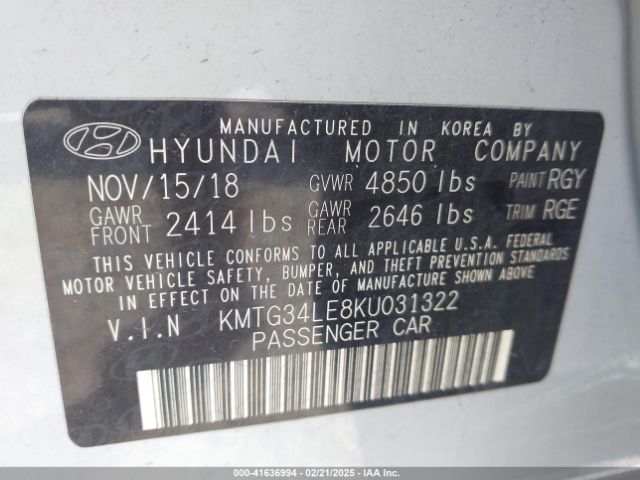 MANUFACTURED IN KOREA BY
HYUNDAI MOTOR COMPANY
NOV/15/18 GVWR 4850 lbs PAINT RGY
GAWR FRONT 2414 lbs GAWR REAR 2646 lbs TRIM RGE
THIS VEHICLE CONFORMS TO ALL APPLICABLE U.S.A. FEDERAL
MOTOR VEHICLE SAFETY, BUMPER, AND THEFT PREVENTION STANDARDS
IN EFFECT ON THE DATE OF MANUFACTURE SHOWN ABOVE
V.I.N KMTG34LE8KU031322
PASSENGER CAR
000-41636994 - 02/21/2025 - IAA Inc.